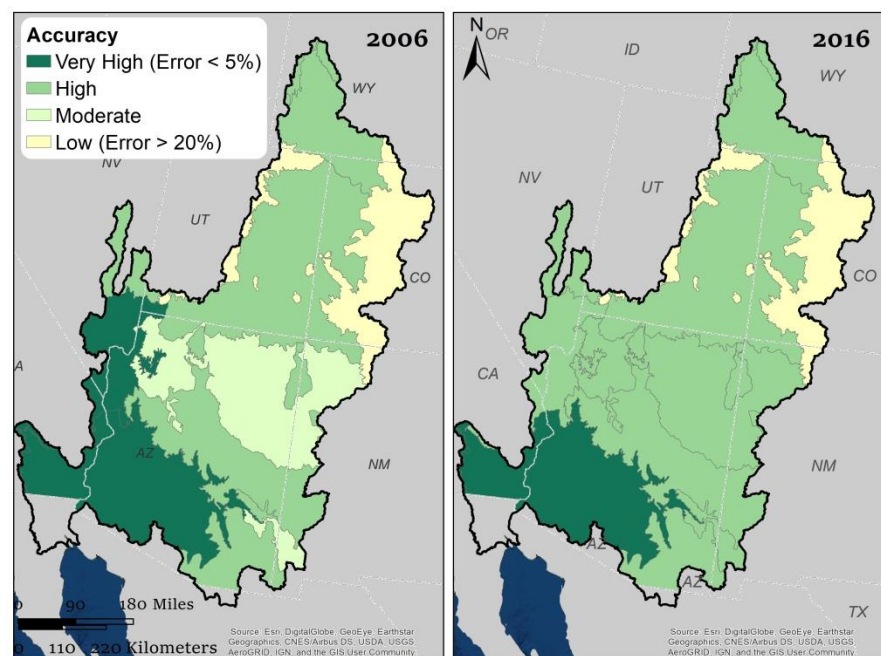 Accuracy
Very High (Error < 5%)
High
Moderate
Low (Error > 20%)
2006
WY
NV
UT
CO
A
AZ
NM
0 90 180 Miles
0 110 220 Kilometers
Source: Esri, DigitalGlobe, GeoEye, Earthstar
Geographics, CNES/Airbus DS, USDA, USGS,
AeroGRID, IGN, and the GIS User Community
N
OR
ID
2016
WY
NV
UT
CO
CA
NM
AZ
AZ
TX
Source: Esri, DigitalGlobe, GeoEye, Earthstar
Geographics, CNES/Airbus DS, USDA, USGS,
AeroGRID, IGN, and the GIS User Community